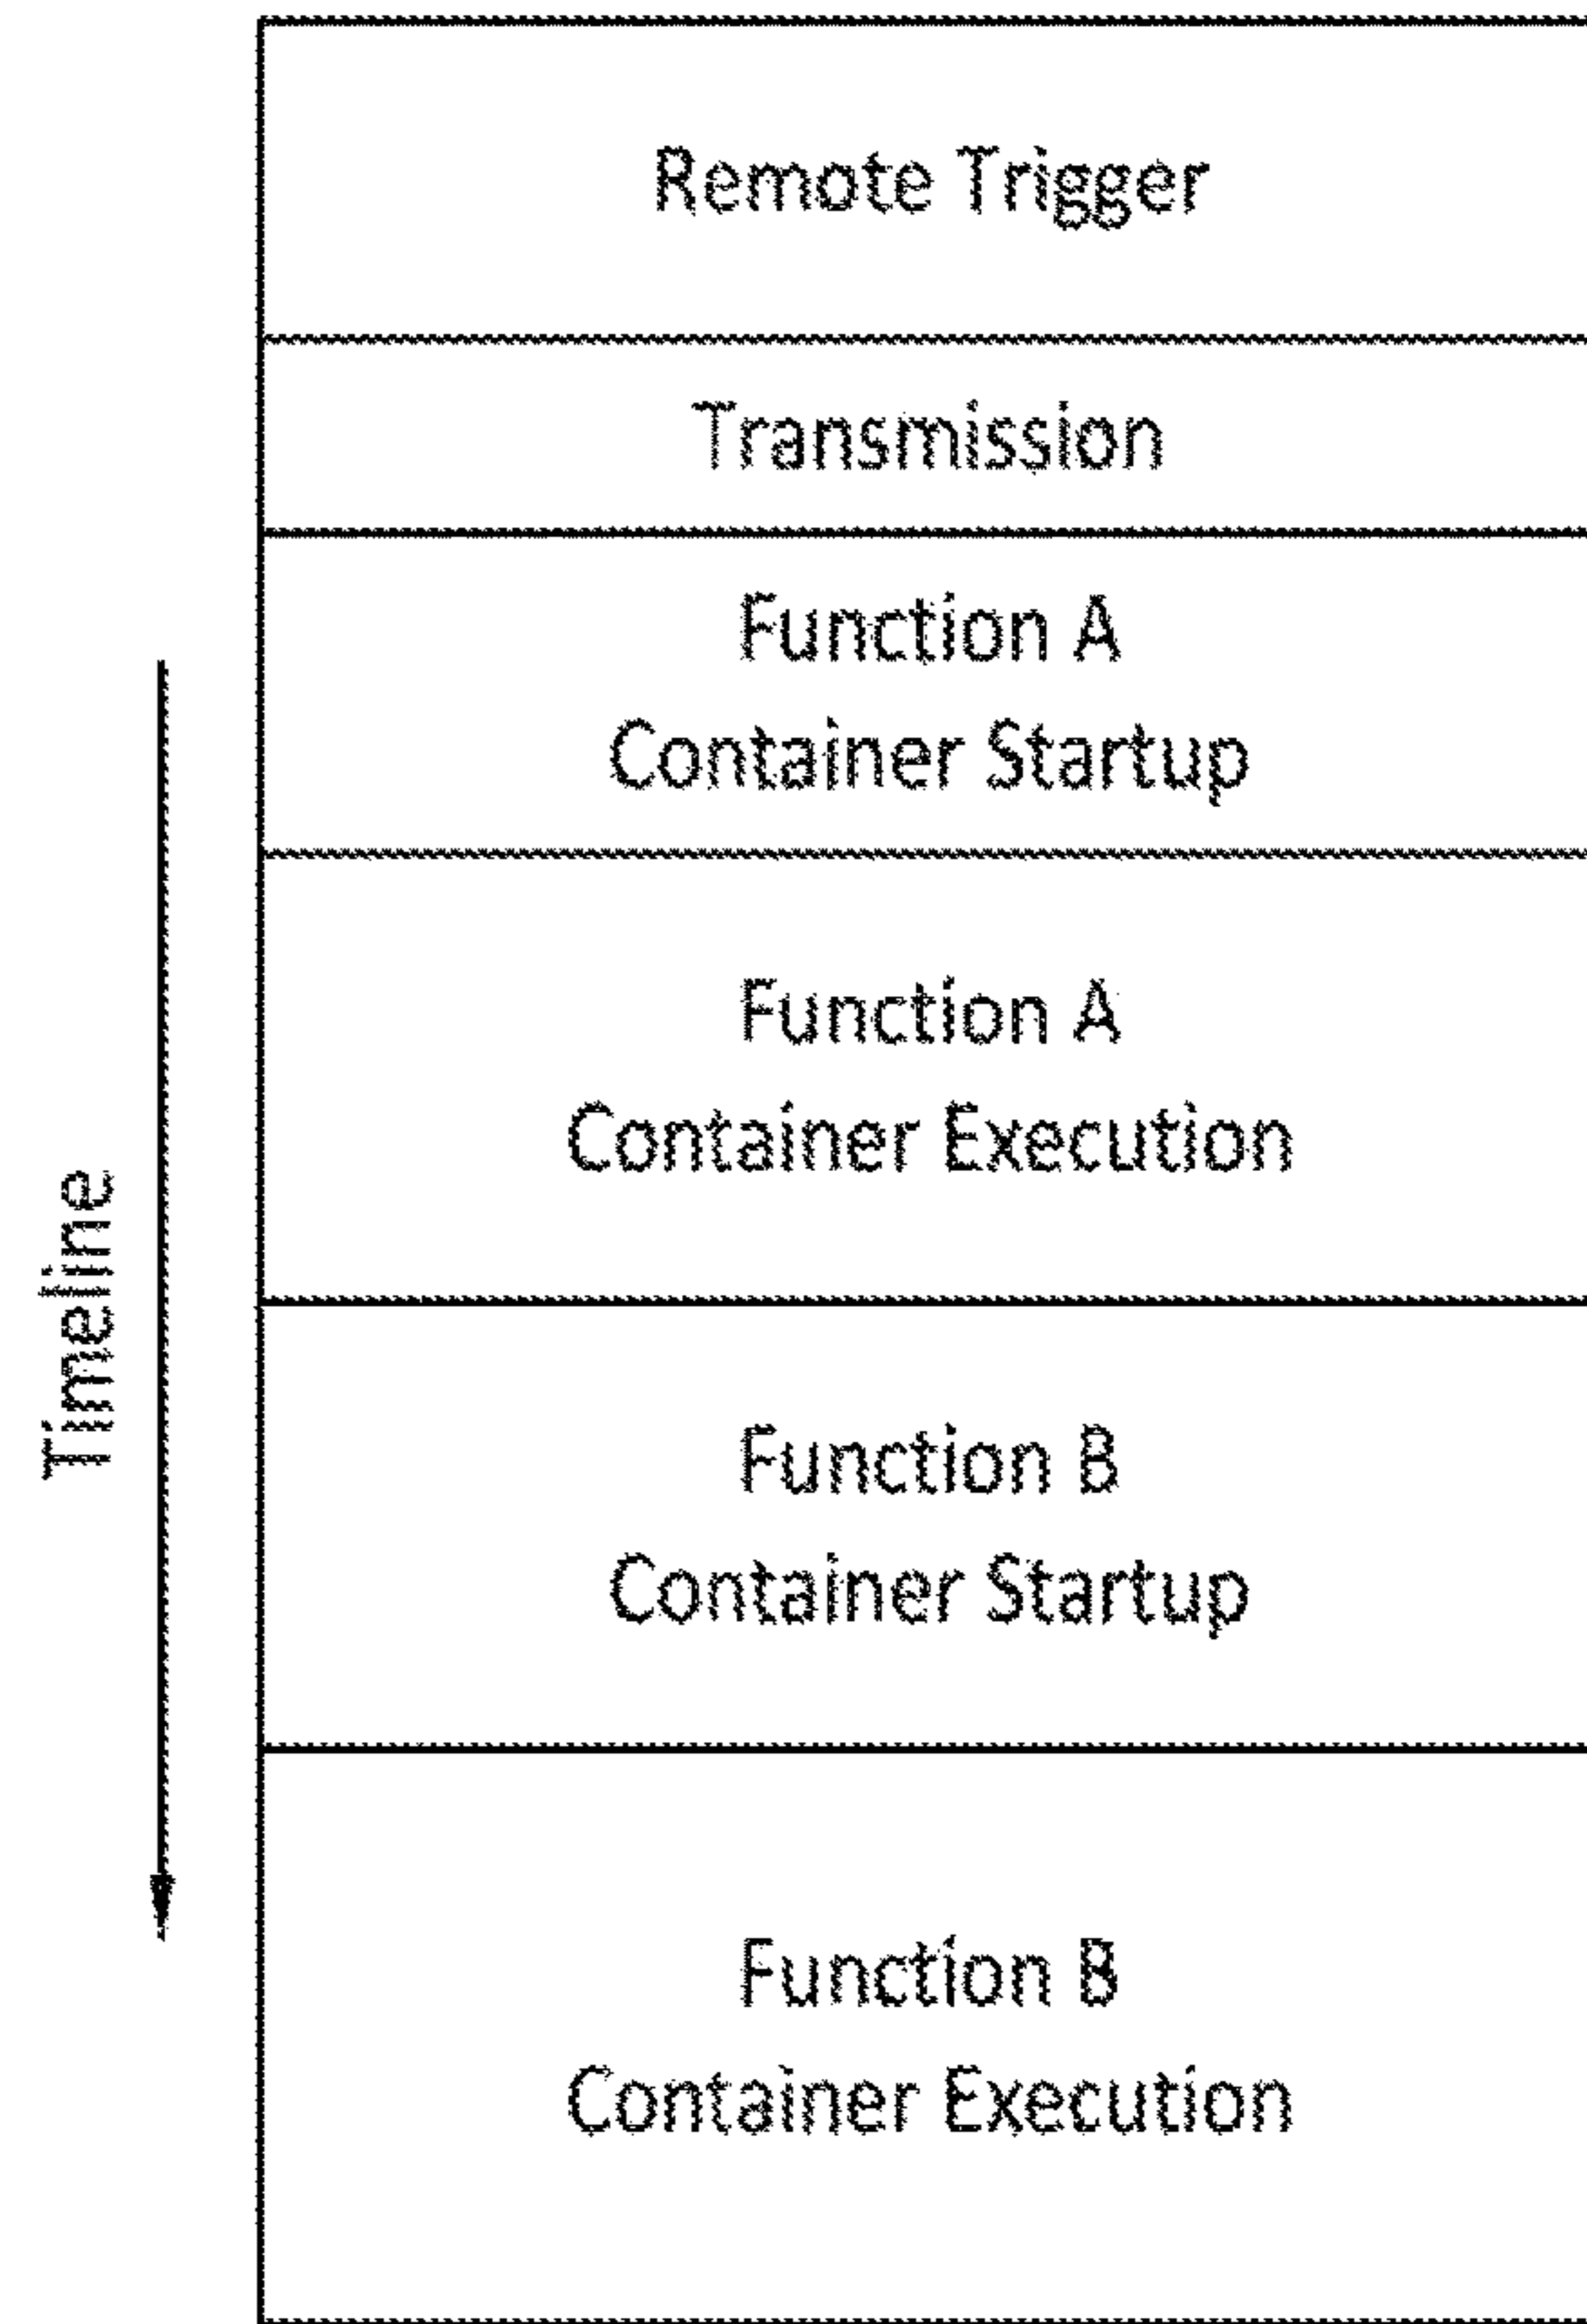 Remote Trigger
Transmission
Function A
Container Startup
Function A
Container Execution
Timeline
Function B
Container Startup
Function B
Container Execution